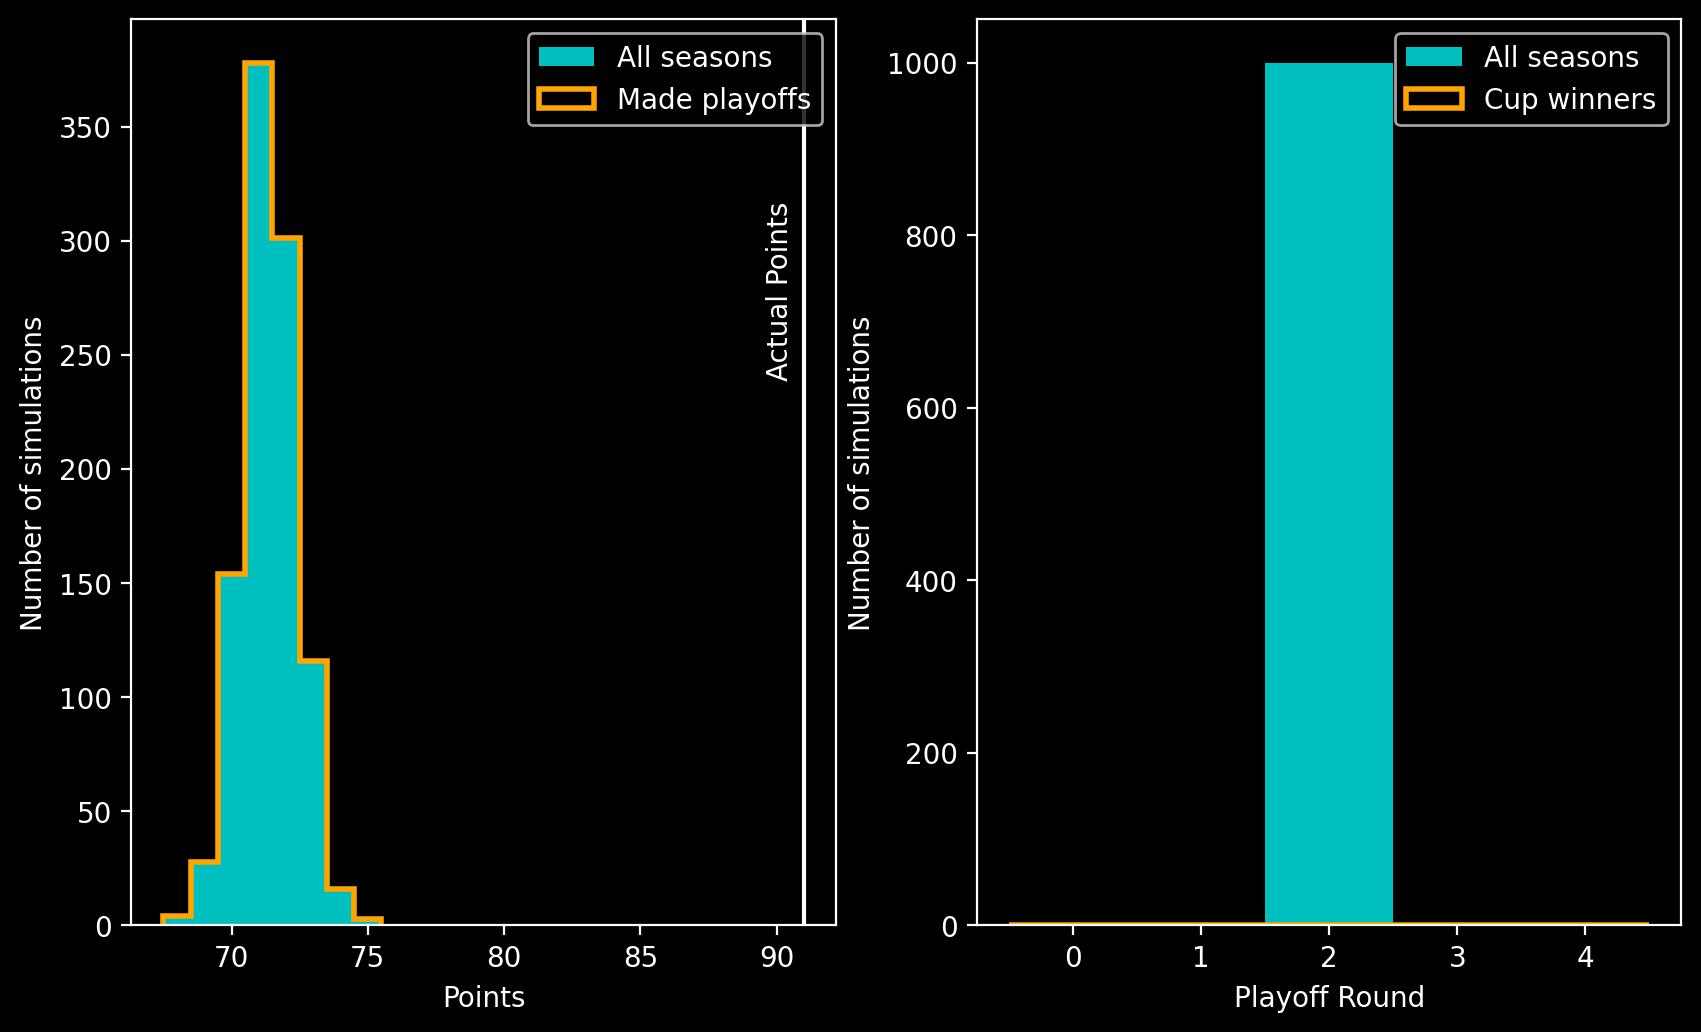 All seasons
Made playoffs
Actual Points
Number of simulations
350
300
250
200
150
100
50
0
70
75
80
85
90
Points
All seasons
Cup winners
Number of simulations
1000
800
600
400
200
0
0
1
2
3
4
Playoff Round